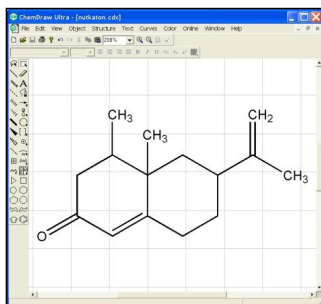 ChemDraw Ultra - [nutkaton.cdx]
File Edit View Object Structure Text Curves Color Online Window Help
200%
CH₃
CH₃
CH₂
CH₃
O